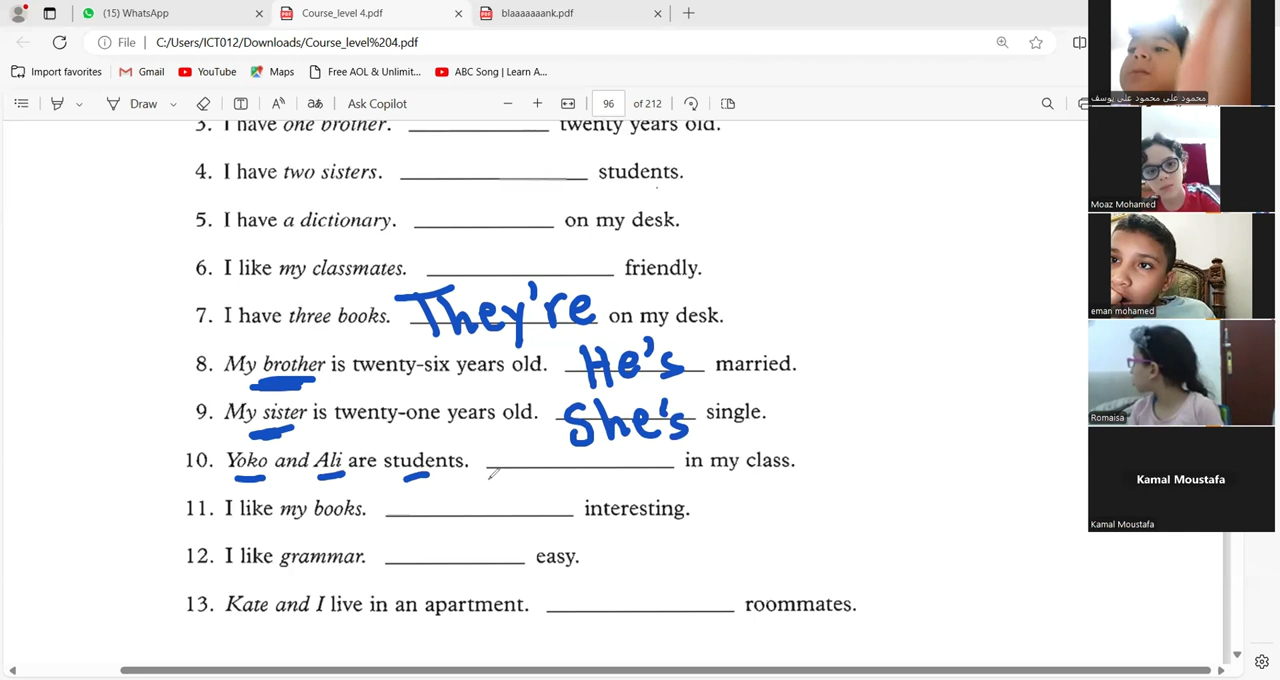 (15) WhatsApp
Course_level 4.pdf
blaaaaaaank.pdf
File
C:/Users/ICT012/Downloads/Course_level%204.pdf
Import favorites
Gmail
YouTube
Maps
Free AOL & Unlimit...
ABC Song | Learn A...
Draw
Ask Copilot
96
of 212
3. I have one brother. ____________ twenty years old.
4. I have two sisters. ____________ students.
5. I have a dictionary. ____________ on my desk.
6. I like my classmates. ____________ friendly.
7. I have three books. They're on my desk.
8. My brother is twenty-six years old. He's married.
9. My sister is twenty-one years old. She's single.
10. Yoko and Ali are students. ____________ in my class.
11. I like my books. ____________ interesting.
12. I like grammar. ____________ easy.
13. Kate and I live in an apartment. ____________ roommates.
محمود علي محمود علي يوسف
Moaz Mohamed
eman mohamed
Romaisa
Kamal Moustafa
Kamal Moustafa